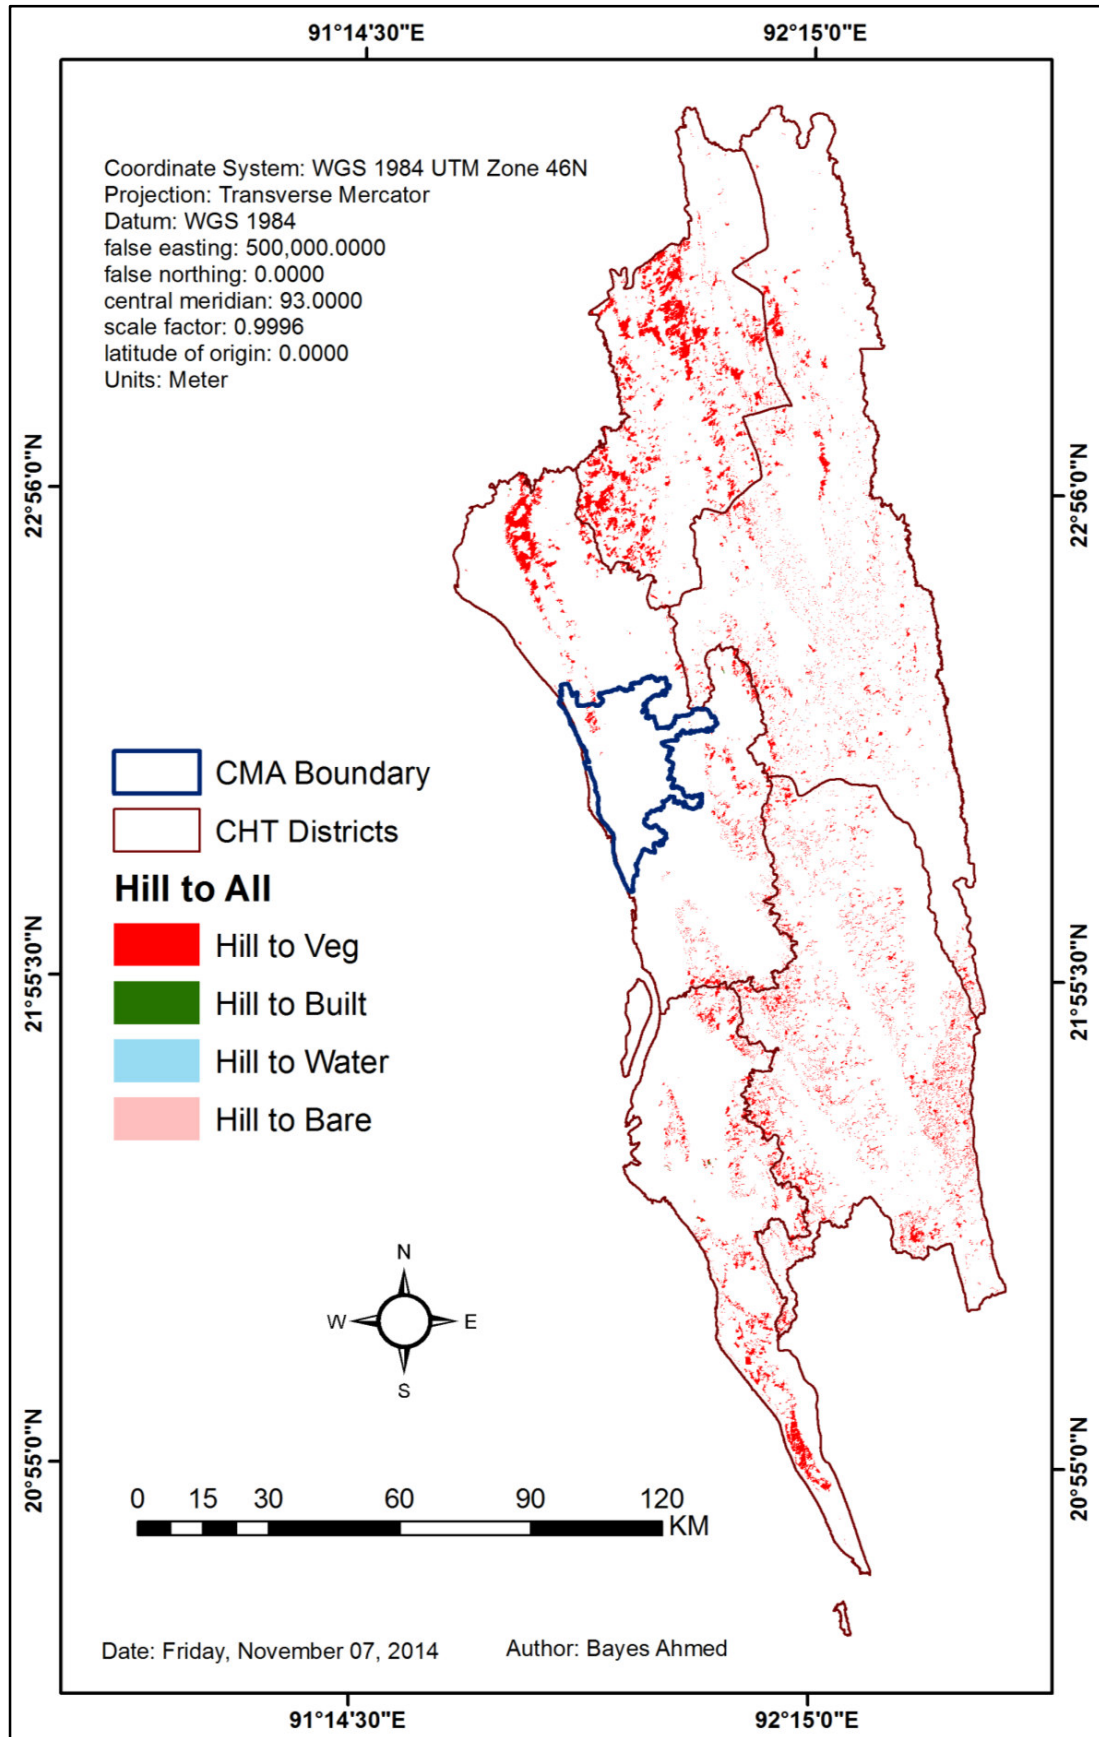 91°14'30"E
92°15'0"E
Coordinate System: WGS 1984 UTM Zone 46N
Projection: Transverse Mercator
Datum: WGS 1984
false easting: 500,000.0000
false northing: 0.0000
central meridian: 93.0000
scale factor: 0.9996
latitude of origin: 0.0000
Units: Meter
22°56'0"N
22°56'0"N
CMA Boundary
CHT Districts
Hill to All
Hill to Veg
Hill to Built
Hill to Water
Hill to Bare
21°55'30"N
21°55'30"N
N
W
E
S
20°55'0"N
20°55'0"N
0 15 30 60 90 120
KM
Date: Friday, November 07, 2014
Author: Bayes Ahmed
91°14'30"E
92°15'0"E